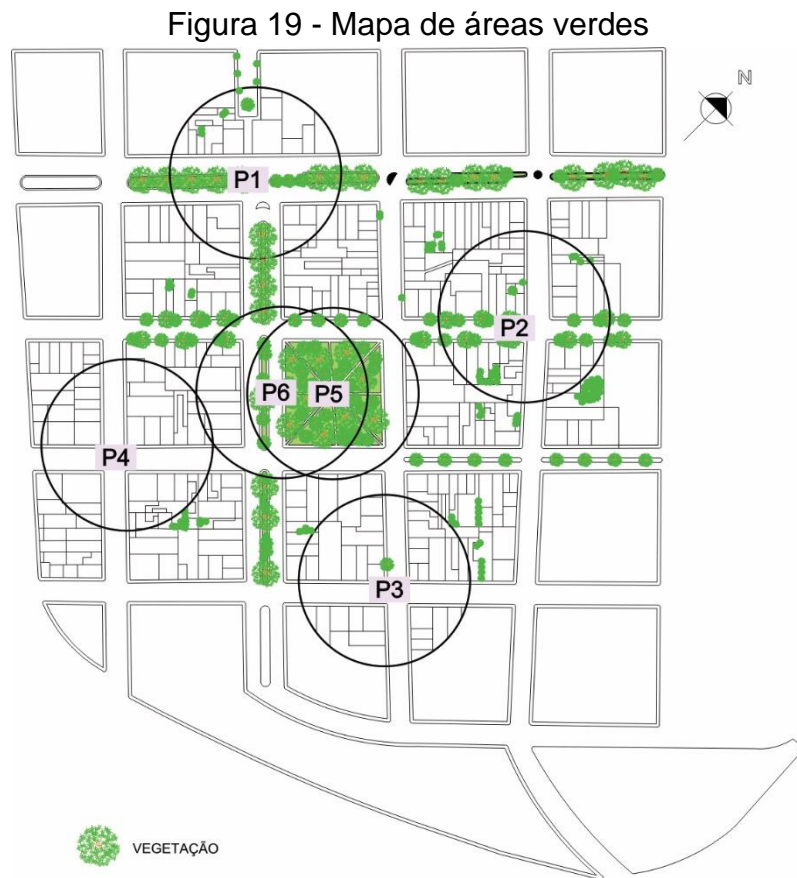 Figura 19 - Mapa de áreas verdes
N
P1
P2
P6 P5
P4
P3
VEGETAÇÃO